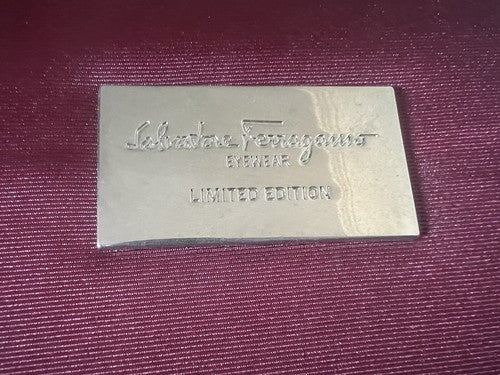 Salvatore Ferragamo
EYEWEAR
LIMITED EDITION